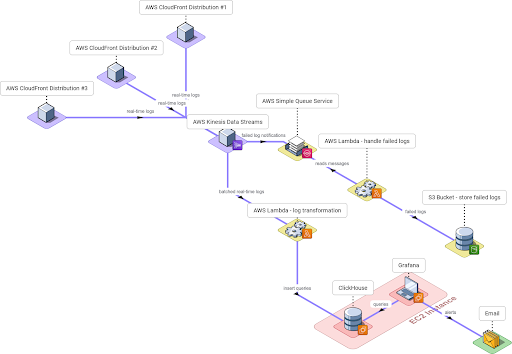 AWS CloudFront Distribution #1
AWS CloudFront Distribution #2
AWS CloudFront Distribution #3
real-time logs
real-time logs
real-time logs
AWS Simple Queue Service
AWS Kinesis Data Streams
failed log notifications
AWS Lambda - handle failed logs
reads messages
batched real-time logs
S3 Bucket - store failed logs
failed logs
AWS Lambda - log transformation
Grafana
insert queries
ClickHouse
queries
EC2 Instance
alerts
Email